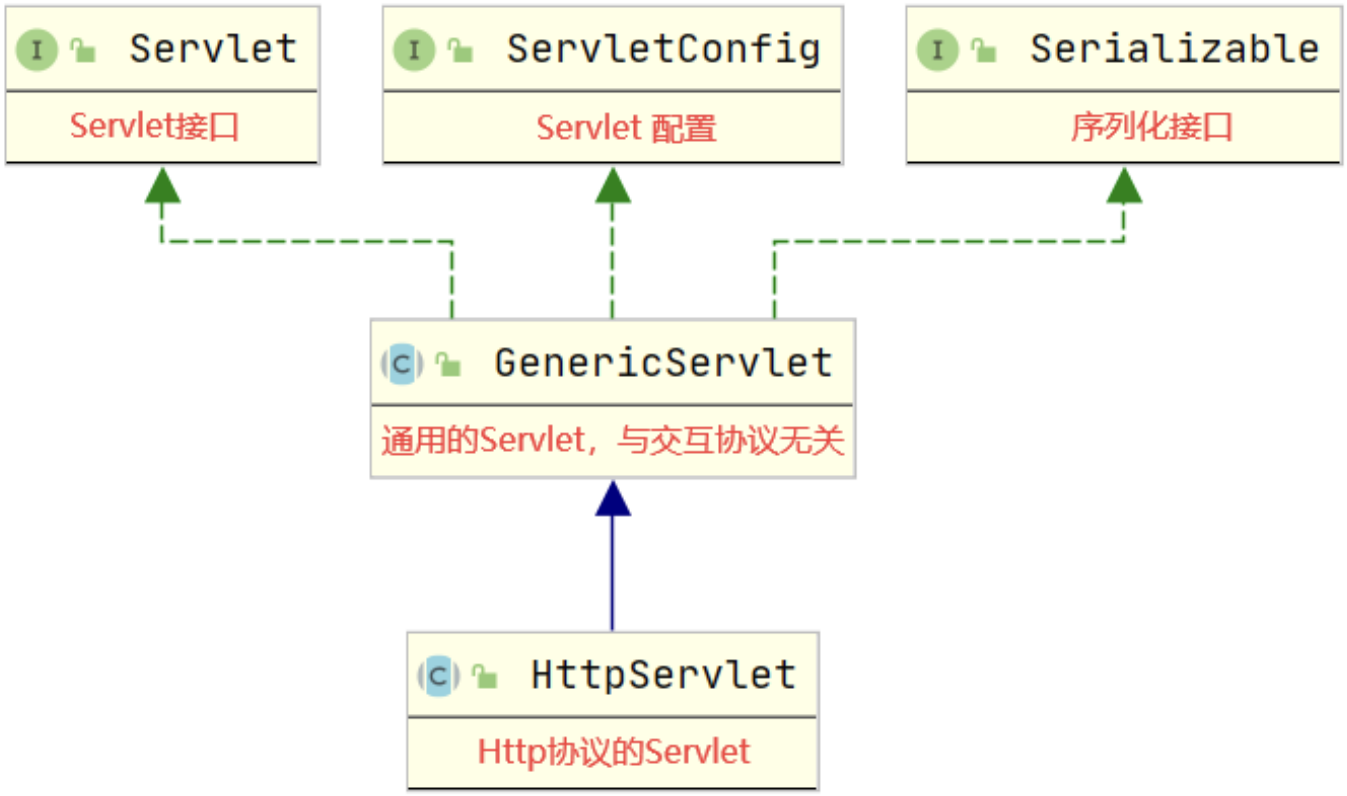 I Servlet
Servlet接口
I ServletConfig
Servlet 配置
I Serializable
序列化接口
C GenericServlet
通用的Servlet，与交互协议无关
C HttpServlet
Http协议的Servlet